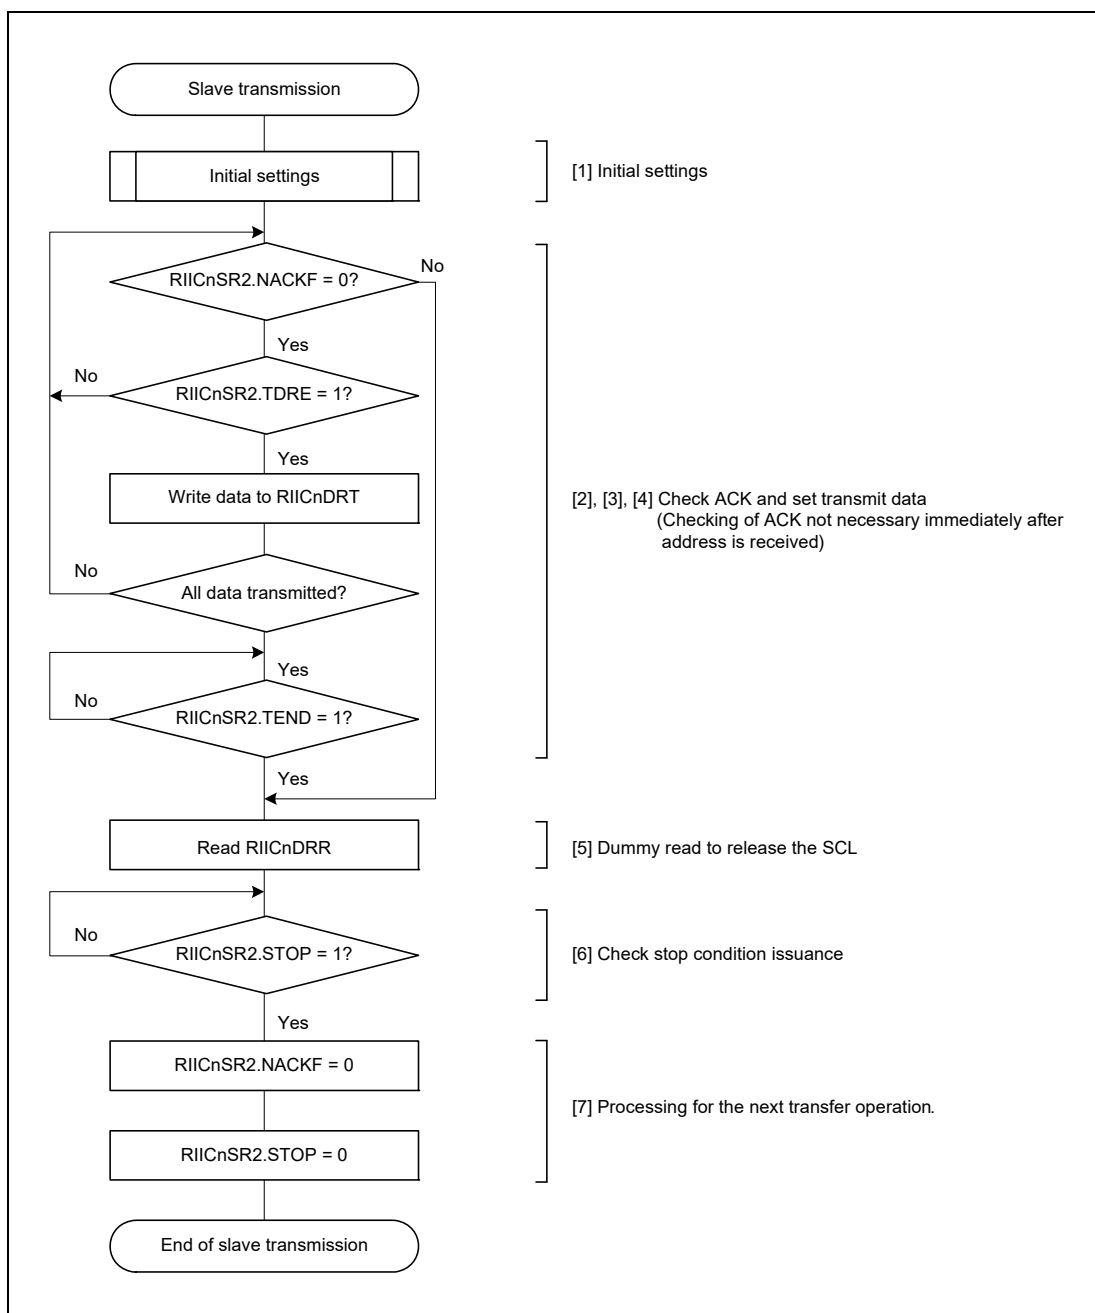 Slave transmission
Initial settings
[1] Initial settings
RIICnSR2.NACKF = 0?
No
Yes
No
RIICnSR2.TDRE = 1?
Yes
Write data to RIICnDRT
[2], [3], [4] Check ACK and set transmit data
(Checking of ACK not necessary immediately after
address is received)
No
All data transmitted?
Yes
No
RIICnSR2.TEND = 1?
Yes
Read RIICnDRR
[5] Dummy read to release the SCL
No
RIICnSR2.STOP = 1?
[6] Check stop condition issuance
Yes
RIICnSR2.NACKF = 0
[7] Processing for the next transfer operation.
RIICnSR2.STOP = 0
End of slave transmission